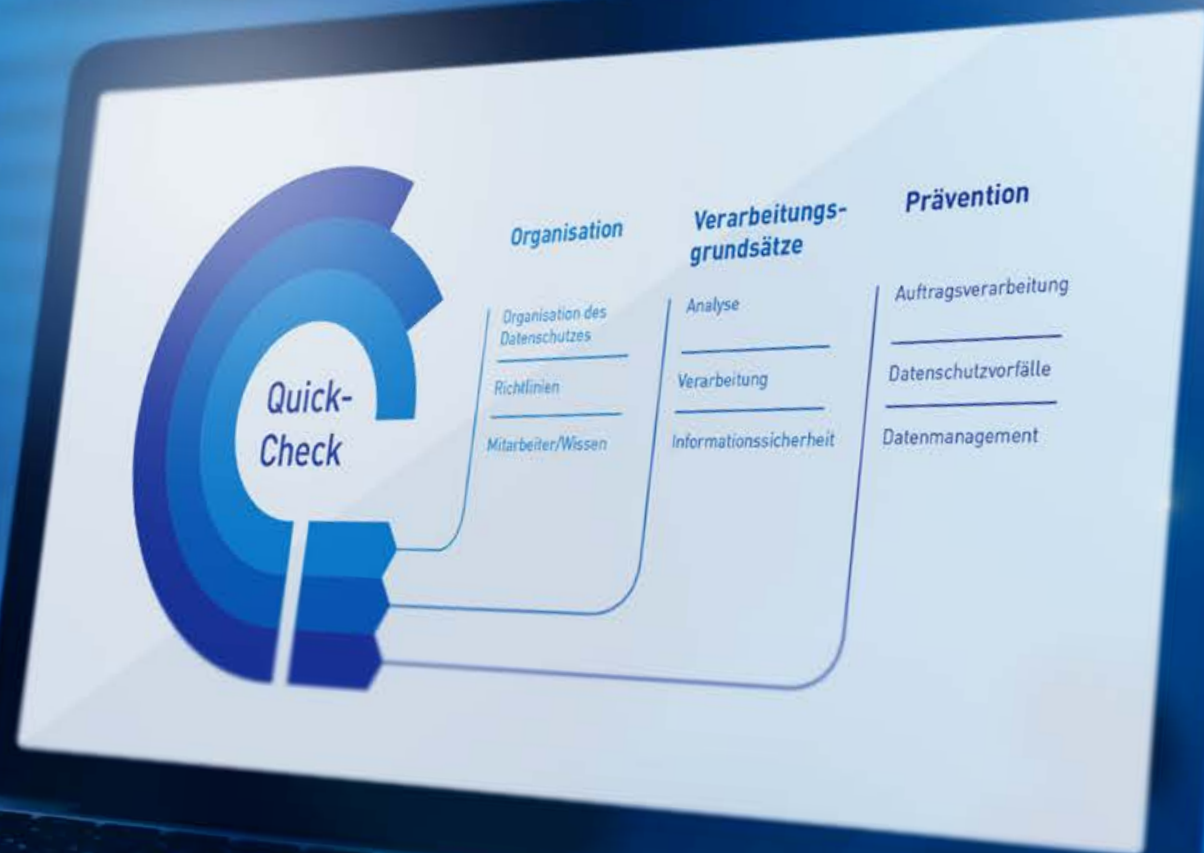 Quick-
Check
Organisation
Organisation des
Datenschutzes
Richtlinien
Mitarbeiter/Wissen
Verarbeitungs-
grundsätze
Analyse
Verarbeitung
Informationssicherheit
Prävention
Auftragsverarbeitung
Datenschutzvorfälle
Datenmanagement